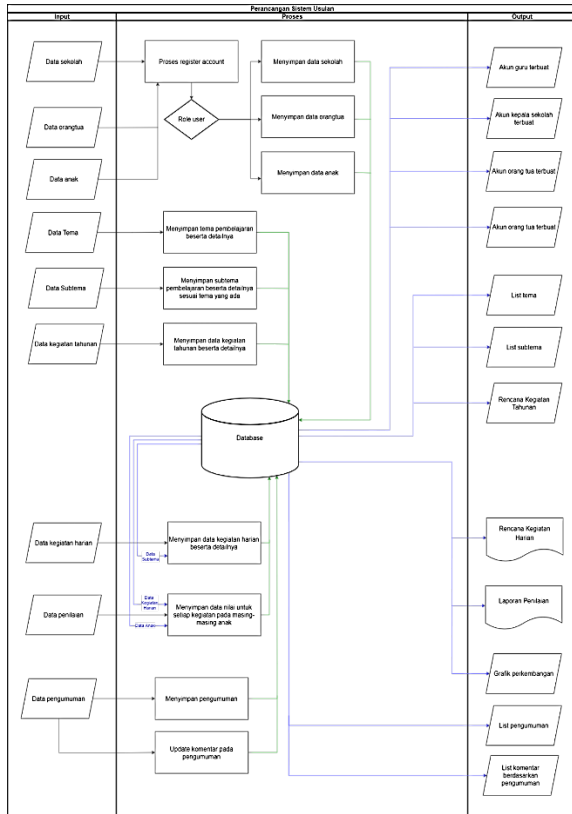 Perancangan Sistem Usulan
Input
Proses
Output
Data sekolah
Proses register account
Menyimpan data sekolah
Akun guru terbuat
Data orangtua
Role user
Menyimpan data orangtua
Akun kepala sekolah
terbuat
Data anak
Menyimpan data anak
Akun orang tua terbuat
Data Tema
Menyimpan tema pembelajaran
beserta detailnya
Akun orang tua terbuat
Data Subtema
Menyimpan subtema
pembelajaran beserta detailnya
sesuai tema yang ada
List tema
Data kegiatan tahunan
Menyimpan data kegiatan
tahunan beserta detailnya
List subtema
Rencana Kegiatan
Tahunan
Database
Data kegiatan harian
Menyimpan data kegiatan harian
beserta detailnya
Data
Subtema
Rencana Kegiatan
Harian
Data penilaian
Data
Kegiatan
Harian
Menyimpan data nilai untuk
setiap kegiatan pada masing-
masing anak
Data Anak
Laporan Penilaian
Grafik perkembangan
Data pengumuman
Menyimpan pengumuman
List pengumuman
Update komentar pada
pengumuman
List komentar
berdasarkan
pengumuman